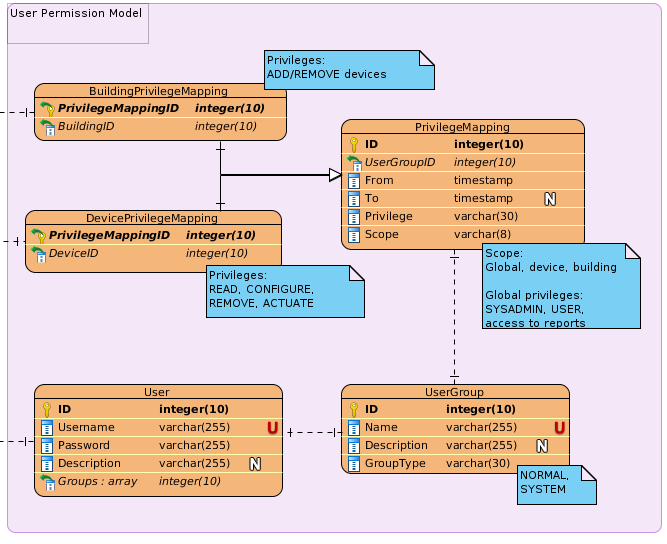 User Permission Model
Privileges:
ADD/REMOVE devices
BuildingPrivilegeMapping
PrivilegeMappingID integer(10)
BuildingID integer(10)
PrivilegeMapping
ID integer(10)
UserGroupID integer(10)
From timestamp
To timestamp N
Privilege varchar(30)
Scope varchar(8)
DevicePrivilegeMapping
PrivilegeMappingID integer(10)
DeviceID integer(10)
Privileges:
READ, CONFIGURE,
REMOVE, ACTUATE
Scope:
Global, device, building
Global privileges:
SYSADMIN, USER,
access to reports
User
ID integer(10)
Username varchar(255) U
Password varchar(255)
Description varchar(255) N
Groups : array integer(10)
UserGroup
ID integer(10)
Name varchar(255) U
Description varchar(255) N
GroupType varchar(30)
NORMAL,
SYSTEM